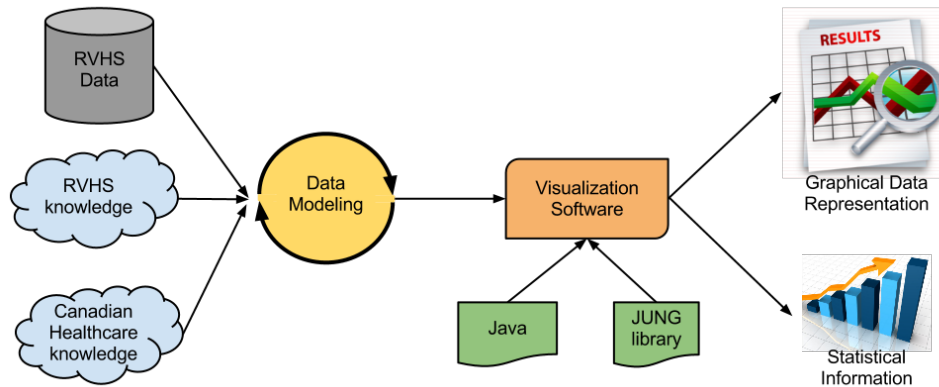 RVHS
Data
RVHS
knowledge
Canadian
Healthcare
knowledge
Data
Modeling
Visualization
Software
Java
JUNG
library
RESULTS
Graphical Data
Representation
Statistical
Information